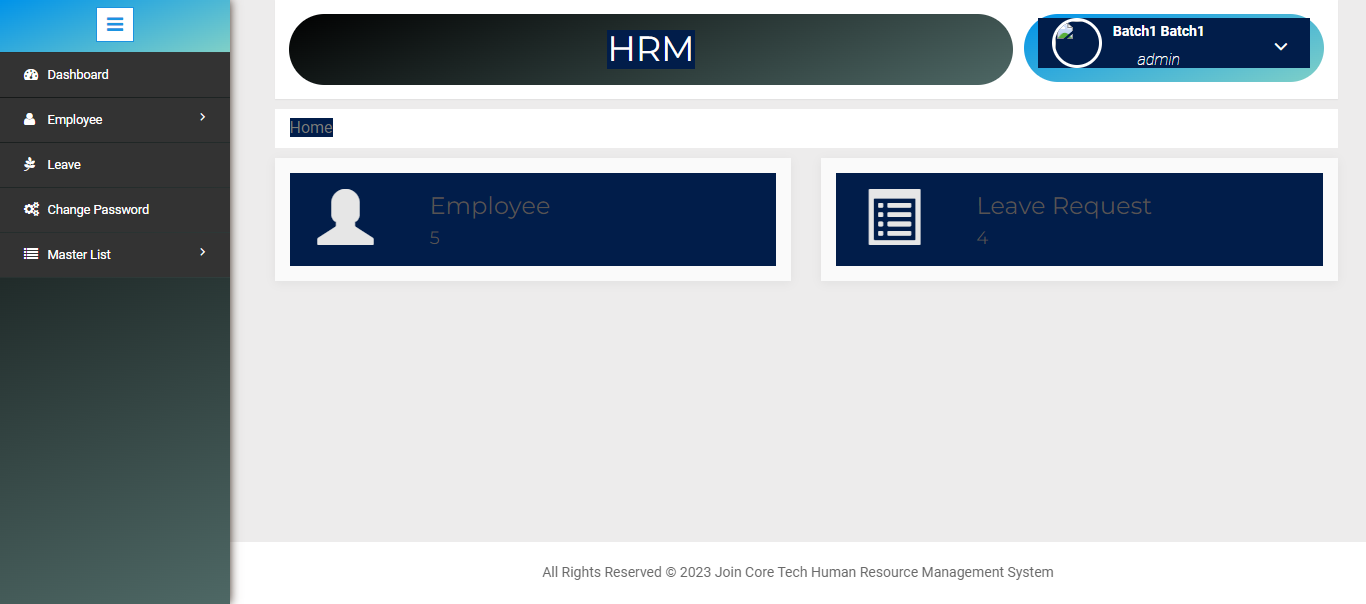 HRM
Batch1 Batch1
admin
Dashboard
Employee
Leave
Change Password
Master List
Home
Employee
5
Leave Request
4
All Rights Reserved © 2023 Join Core Tech Human Resource Management System